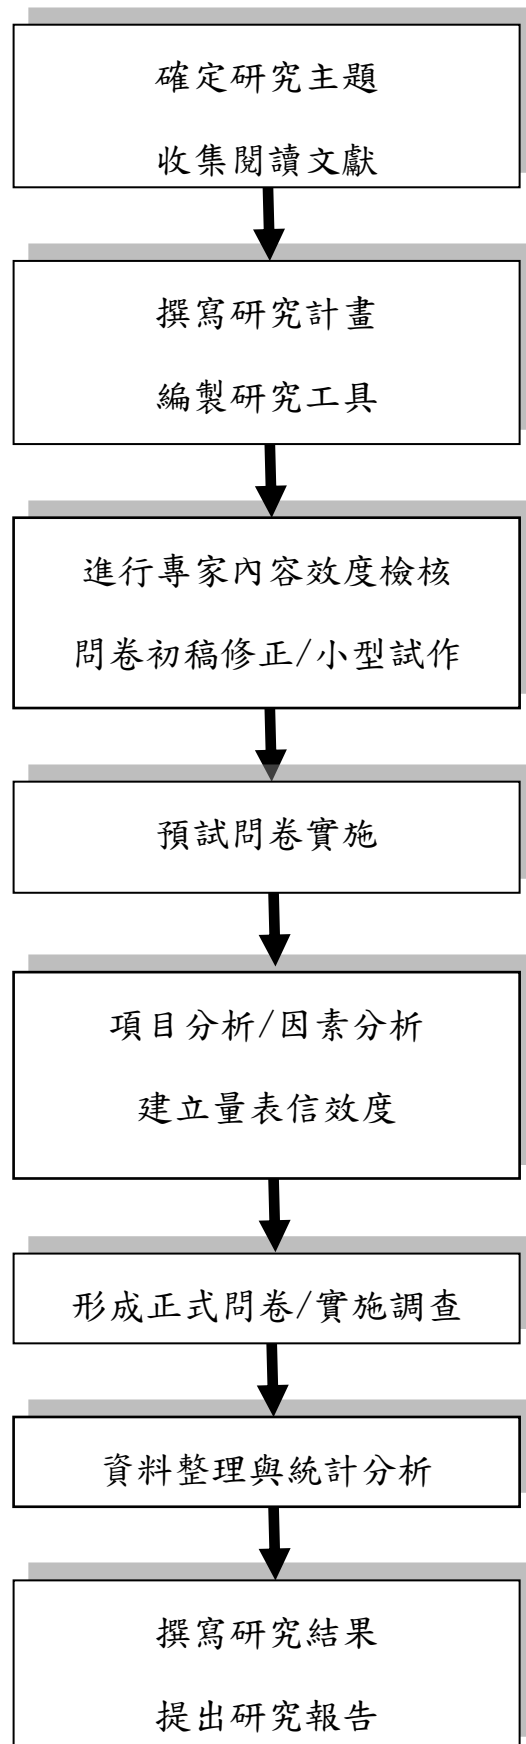 確定研究主題
收集閱讀文獻
撰寫研究計畫
編製研究工具
進行專家內容效度檢核
問卷初稿修正/小型試作
預試問卷實施
項目分析/因素分析
建立量表信效度
形成正式問卷/實施調查
資料整理與統計分析
撰寫研究結果
提出研究報告